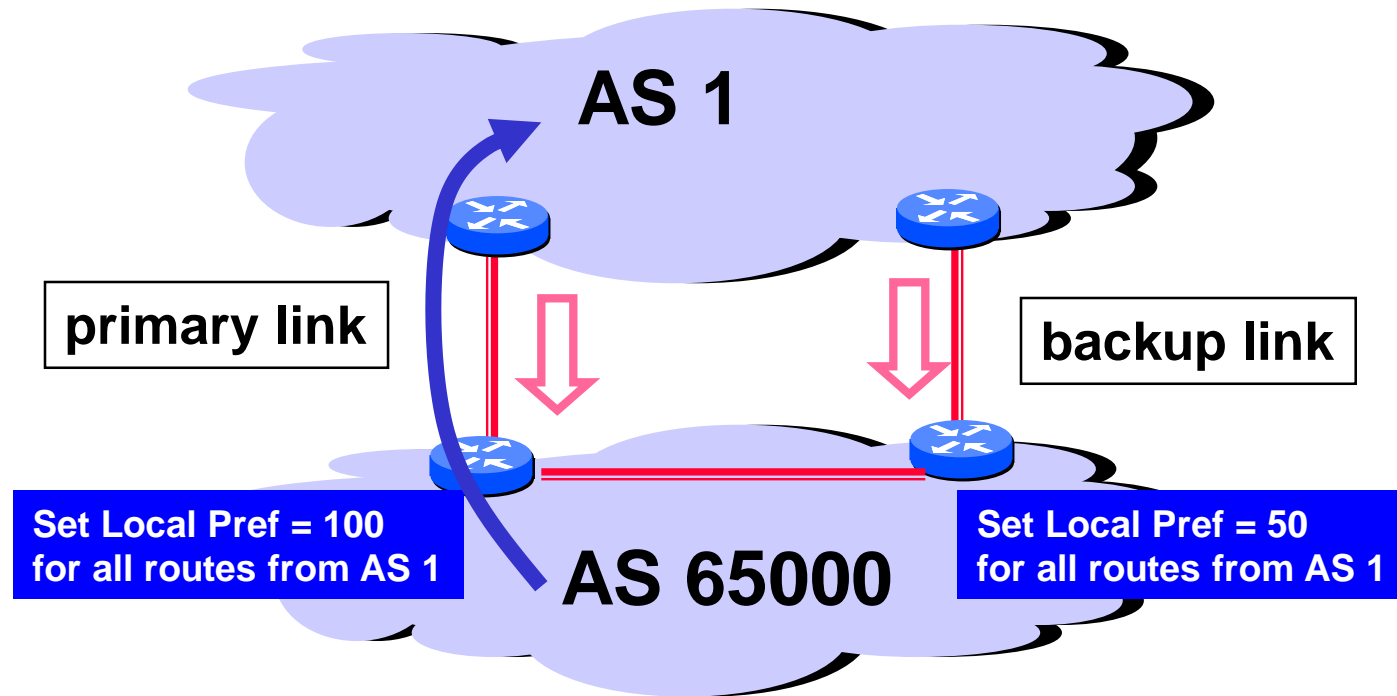 AS 1
primary link
backup link
Set Local Pref = 100
for all routes from AS 1
Set Local Pref = 50
for all routes from AS 1
AS 65000